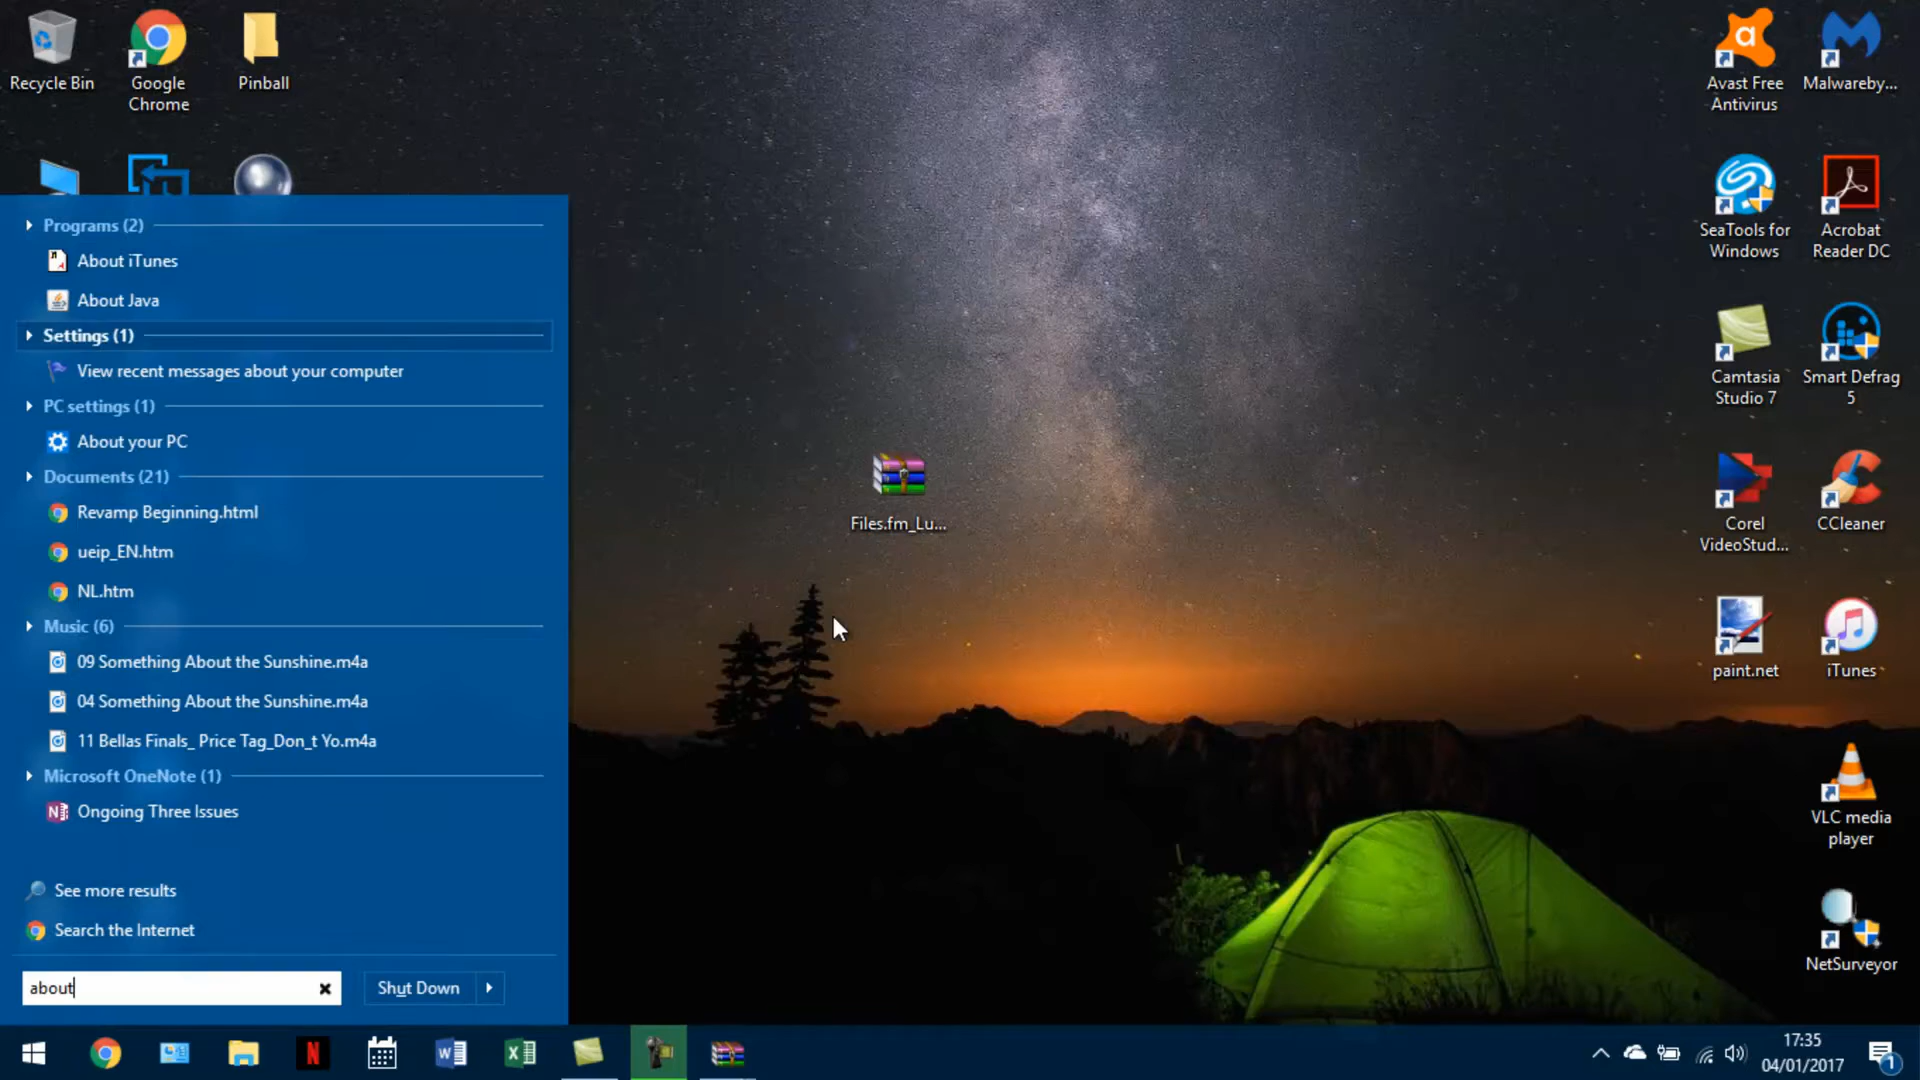 Recycle Bin
Google
Chrome
Pinball
Avast Free
Antivirus
Malwareby...
SeaTools for
Windows
Acrobat
Reader DC
Camtasia
Studio 7
Smart Defrag
5
Corel
VideoStud...
CCleaner
paint.net
iTunes
VLC media
player
NetSurveyor
Files.fm_Lu...
Programs (2)
About iTunes
About Java
Settings (1)
View recent messages about your computer
PC settings (1)
About your PC
Documents (21)
Revamp Beginning.html
ueip_EN.htm
NL.htm
Music (6)
09 Something About the Sunshine.m4a
04 Something About the Sunshine.m4a
11 Bellas Finals_ Price Tag_Don_t Yo.m4a
Microsoft OneNote (1)
Ongoing Three Issues
See more results
Search the Internet
about
Shut Down
17:35
04/01/2017
1